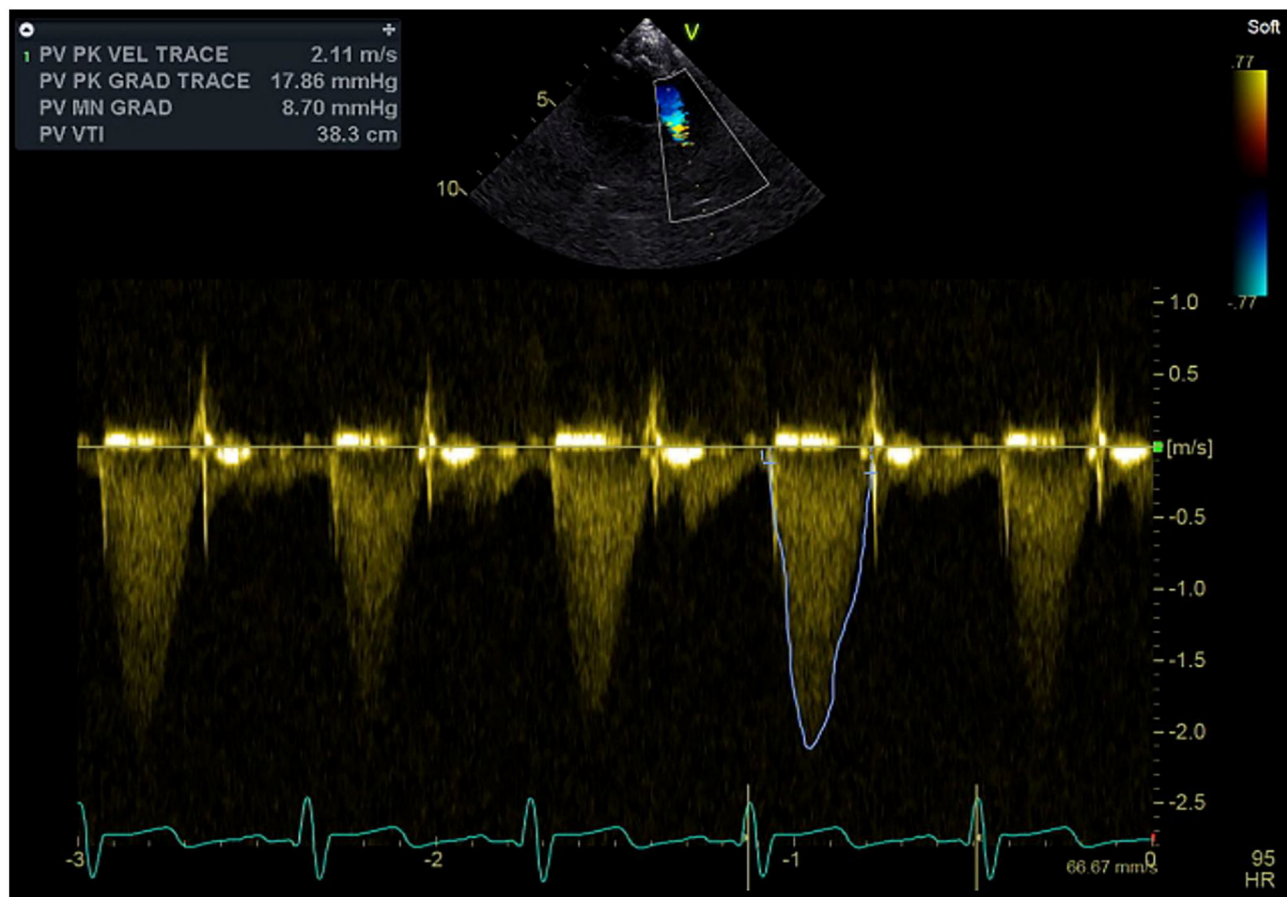 1 PV PK VEL TRACE 2.11 m/s
PV PK GRAD TRACE 17.86 mmHg
PV MN GRAD 8.70 mmHg
PV VTI 38.3 cm
V
5
10
Soft
.77
-.77
1.0
0.5
[m/s]
-0.5
-1.0
-1.5
-2.0
-2.5
1
-3
-2
-1
0
66.67 mm/s
95
HR